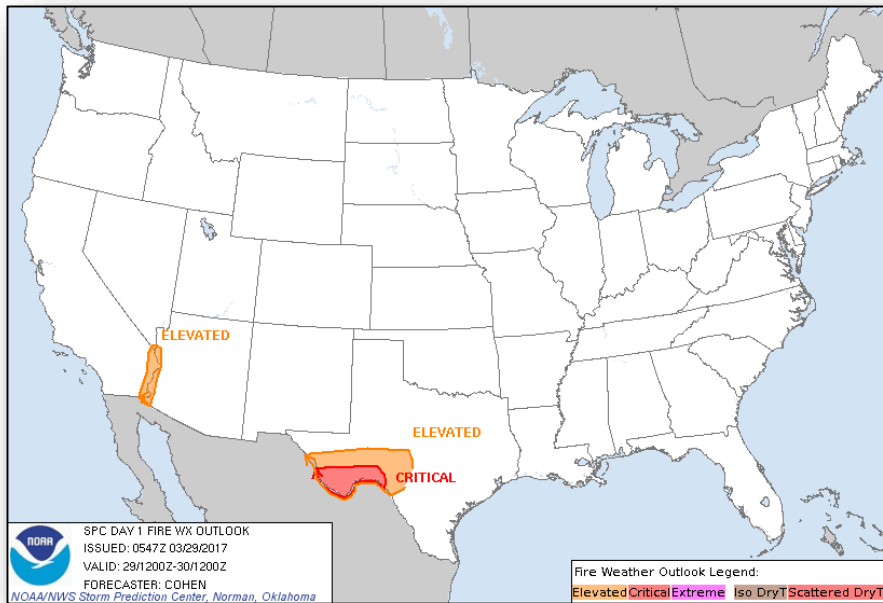 ELEVATED
ELEVATED
CRITICAL
SPC DAY 1 FIRE WX OUTLOOK
ISSUED: 0547Z 03/29/2017
VALID: 29/1200Z-30/1200Z
FORECASTER: COHEN
NOAA/NWS Storm Prediction Center, Norman, Oklahoma
NOAA
Fire Weather Outlook Legend:
Elevated Critical Extreme Iso DryT Scattered DryT